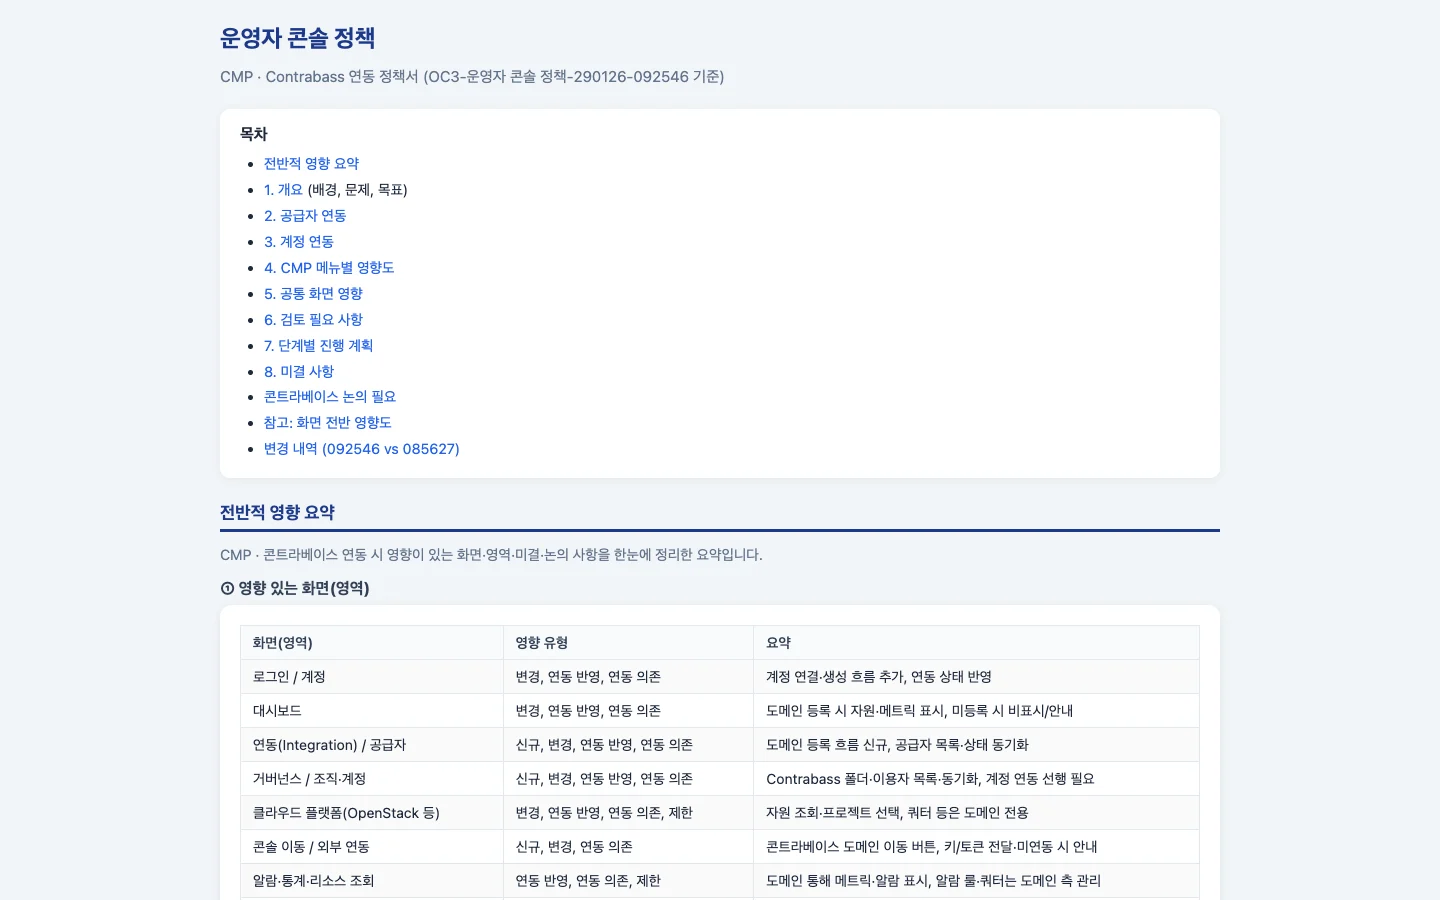 운영자 콘솔 정책
CMP · Contrabass 연동 정책서 (OC3-운영자 콘솔 정책-290126-092546 기준)
목차
전반적 영향 요약
1. 개요 (배경, 문제, 목표)
2. 공급자 연동
3. 계정 연동
4. CMP 메뉴별 영향도
5. 공통 화면 영향
6. 검토 필요 사항
7. 단계별 진행 계획
8. 미결 사항
콘트라베이스 논의 필요
참고: 화면 전반 영향도
변경 내역 (092546 vs 085627)
전반적 영향 요약
CMP · 콘트라베이스 연동 시 영향이 있는 화면·영역·미결·논의 사항을 한눈에 정리한 요약입니다.
① 영향 있는 화면(영역)
화면(영역) 영향 유형 요약
로그인 / 계정 변경, 연동 반영, 연동 의존 계정 연결·생성 흐름 추가, 연동 상태 반영
대시보드 변경, 연동 반영, 연동 의존 도메인 등록 시 자원·메트릭 표시, 미등록 시 비표시/안내
연동(Integration) / 공급자 신규, 변경, 연동 반영, 연동 의존 도메인 등록 흐름 신규, 공급자 목록·상태 동기화
거버넌스 / 조직·계정 신규, 변경, 연동 반영, 연동 의존 Contrabass 폴더·이용자 목록·동기화, 계정 연동 선행 필요
클라우드 플랫폼(OpenStack 등) 변경, 연동 반영, 연동 의존, 제한 자원 조회·프로젝트 선택, 쿼터 등은 도메인 전용
콘솔 이동 / 외부 연동 신규, 변경, 연동 의존 콘트라베이스 도메인 이동 버튼, 키/토큰 전달·미연동 시 안내
알람·통계·리소스 조회 연동 반영, 연동 의존, 제한 도메인 통해 메트릭·알람 표시, 알람 룰·쿼터는 도메인 측 관리